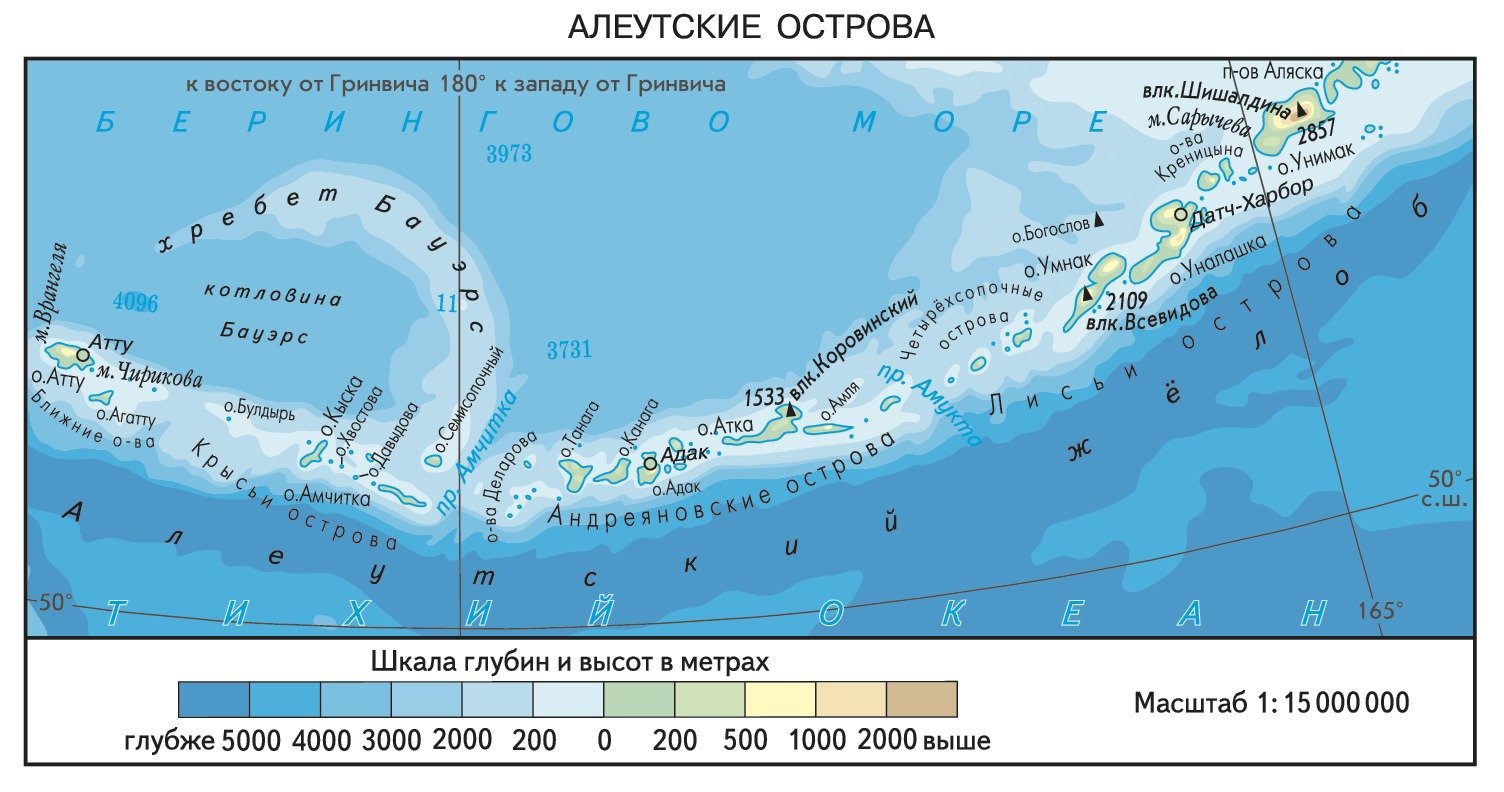 АЛЕУТСКИЕ ОСТРОВА
к востоку от Гринвича 180° к западу от Гринвича
БЕРИНГОВО МОРЕ
п-ов Аляска
влк.Шишалдина
2857
м.Сарычева
о-ва
Креницына
о.Унимак
3973
хребет Бауэрс
Датч-Харбор
о.Богослов
о.Уналашка
о.Умнак
2109
влк.Всевидова
Четырёхсопочные
острова
Лисьи острова
котловина
Бауэрс
4096
11
3731
м.Врангеля
Атту
м.Чирикова
о.Атту
о.Агатту
Ближние о-ва
о.Булдырь
о.Кыска
о.Хвостова
о.Давыдова
о.Семисопочный
о.Амчитка
Крысьи острова
пр. Амчитка
о-ва Деларова
о.Танага
о.Канага
Адак
о.Адак
о.Атка
1533
влк.Коровинский
о.Амля
пр. Амукта
Андреяновские острова
Алеутский жёлоб
50°
с.ш.
50°
165°
ТИХИЙ ОКЕАН
Шкала глубин и высот в метрах
глубже 5000 4000 3000 2000 200 0 200 500 1000 2000 выше
Масштаб 1: 15 000 000